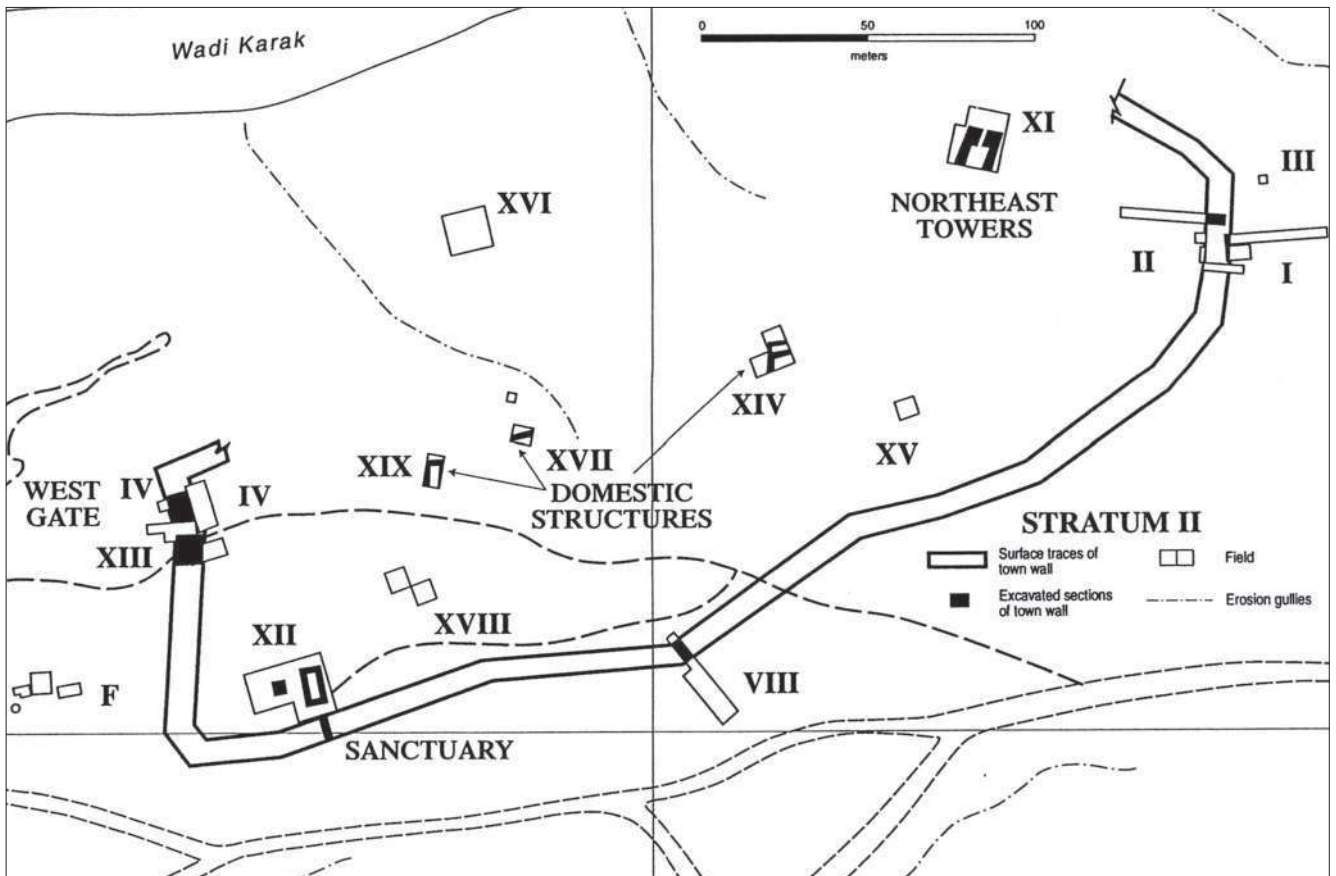 Wadi Karak
0 50 100
meters
XI
III
XVI
NORTHEAST
TOWERS
II
I
XIV
XV
XIX
XVII
DOMESTIC
STRUCTURES
WEST
GATE
IV
IV
XIII
STRATUM II
Surface traces of
town wall
Field
Excavated sections
of town wall
Erosion gullies
XVIII
XII
VIII
F
SANCTUARY